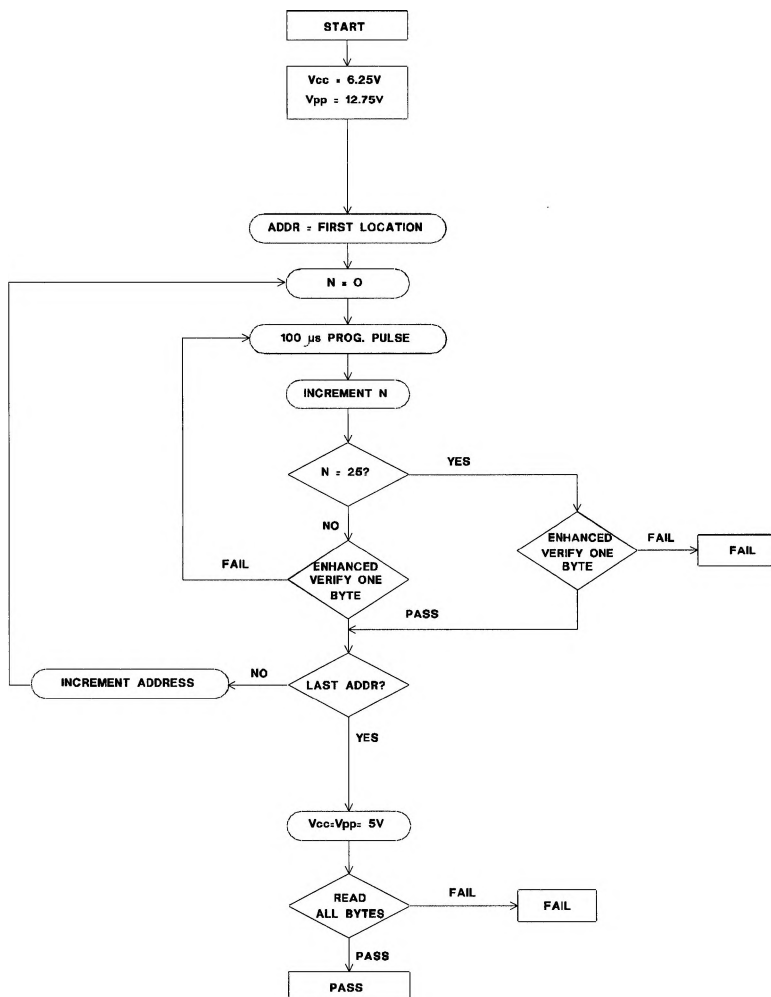 START
Vcc = 6.25V
Vpp = 12.75V
ADDR = FIRST LOCATION
N = O
100 µs PROG. PULSE
INCREMENT N
N = 25?
YES
NO
ENHANCED
VERIFY ONE
BYTE
FAIL
FAIL
FAIL
ENHANCED
VERIFY ONE
BYTE
PASS
INCREMENT ADDRESS
NO
LAST ADDR?
YES
Vcc=Vpp= 5V
READ
ALL BYTES
FAIL
FAIL
PASS
PASS